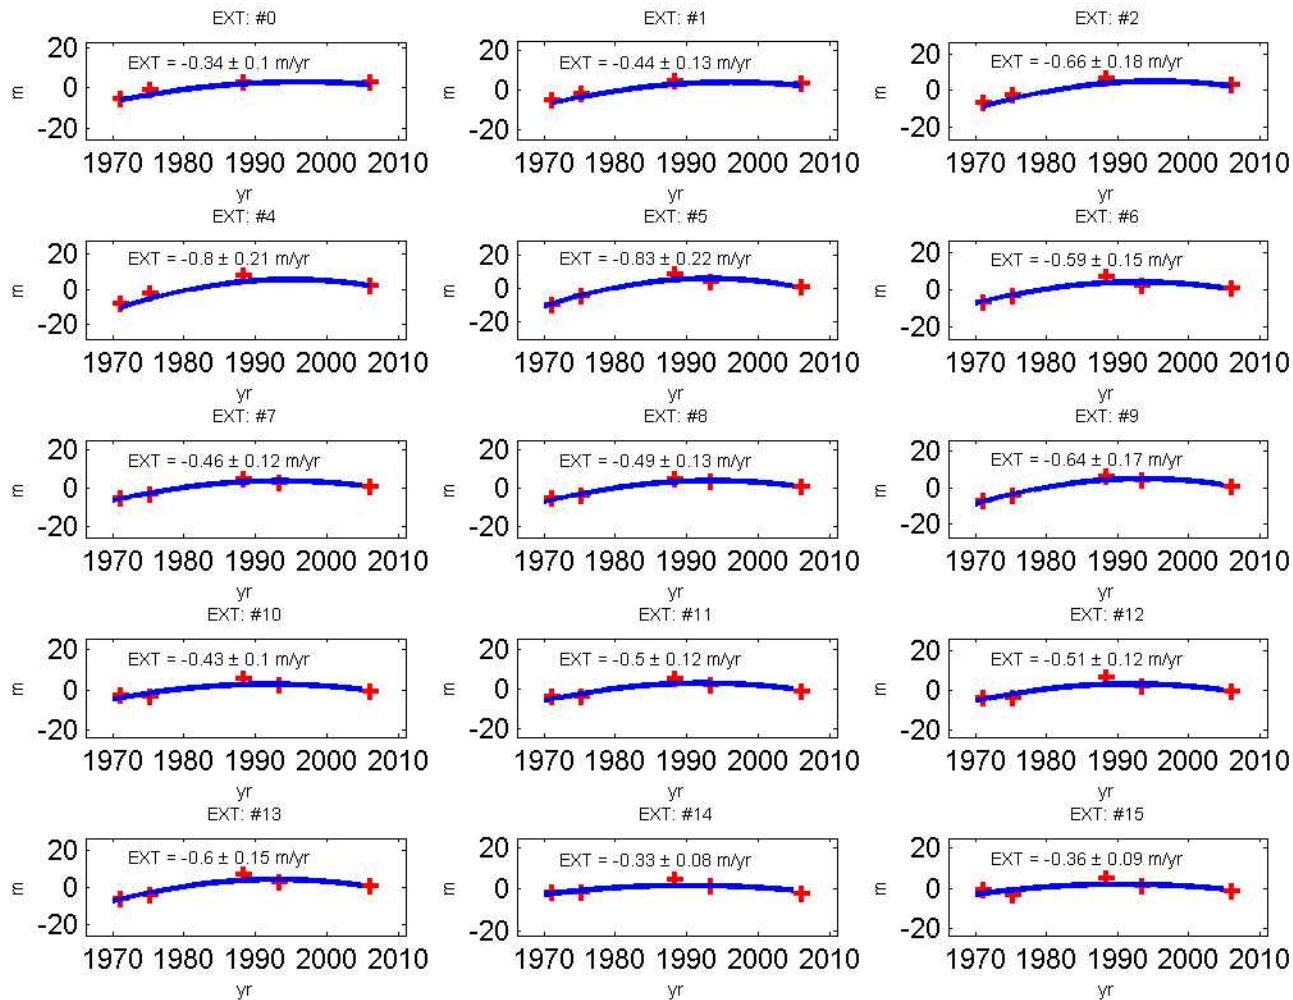 EXT: #0 EXT: #1 EXT: #2
20 20 20
EXT = -0.34 ± 0.1 m/yr EXT = -0.44 ± 0.13 m/yr EXT = -0.66 ± 0.18 m/yr
m 0 m 0 m 0
-20 -20 -20
1970 1980 1990 2000 2010 1970 1980 1990 2000 2010 1970 1980 1990 2000 2010
yr yr yr
EXT: #4 EXT: #5 EXT: #6
20 20 20
EXT = -0.8 ± 0.21 m/yr EXT = -0.83 ± 0.22 m/yr EXT = -0.59 ± 0.15 m/yr
m 0 m 0 m 0
-20 -20 -20
1970 1980 1990 2000 2010 1970 1980 1990 2000 2010 1970 1980 1990 2000 2010
yr yr yr
EXT: #7 EXT: #8 EXT: #9
20 20 20
EXT = -0.46 ± 0.12 m/yr EXT = -0.49 ± 0.13 m/yr EXT = -0.64 ± 0.17 m/yr
m 0 m 0 m 0
-20 -20 -20
1970 1980 1990 2000 2010 1970 1980 1990 2000 2010 1970 1980 1990 2000 2010
yr yr yr
EXT: #10 EXT: #11 EXT: #12
20 20 20
EXT = -0.43 ± 0.1 m/yr EXT = -0.5 ± 0.12 m/yr EXT = -0.51 ± 0.12 m/yr
m 0 m 0 m 0
-20 -20 -20
1970 1980 1990 2000 2010 1970 1980 1990 2000 2010 1970 1980 1990 2000 2010
yr yr yr
EXT: #13 EXT: #14 EXT: #15
20 20 20
EXT = -0.6 ± 0.15 m/yr EXT = -0.33 ± 0.08 m/yr EXT = -0.36 ± 0.09 m/yr
m 0 m 0 m 0
-20 -20 -20
1970 1980 1990 2000 2010 1970 1980 1990 2000 2010 1970 1980 1990 2000 2010
yr yr yr